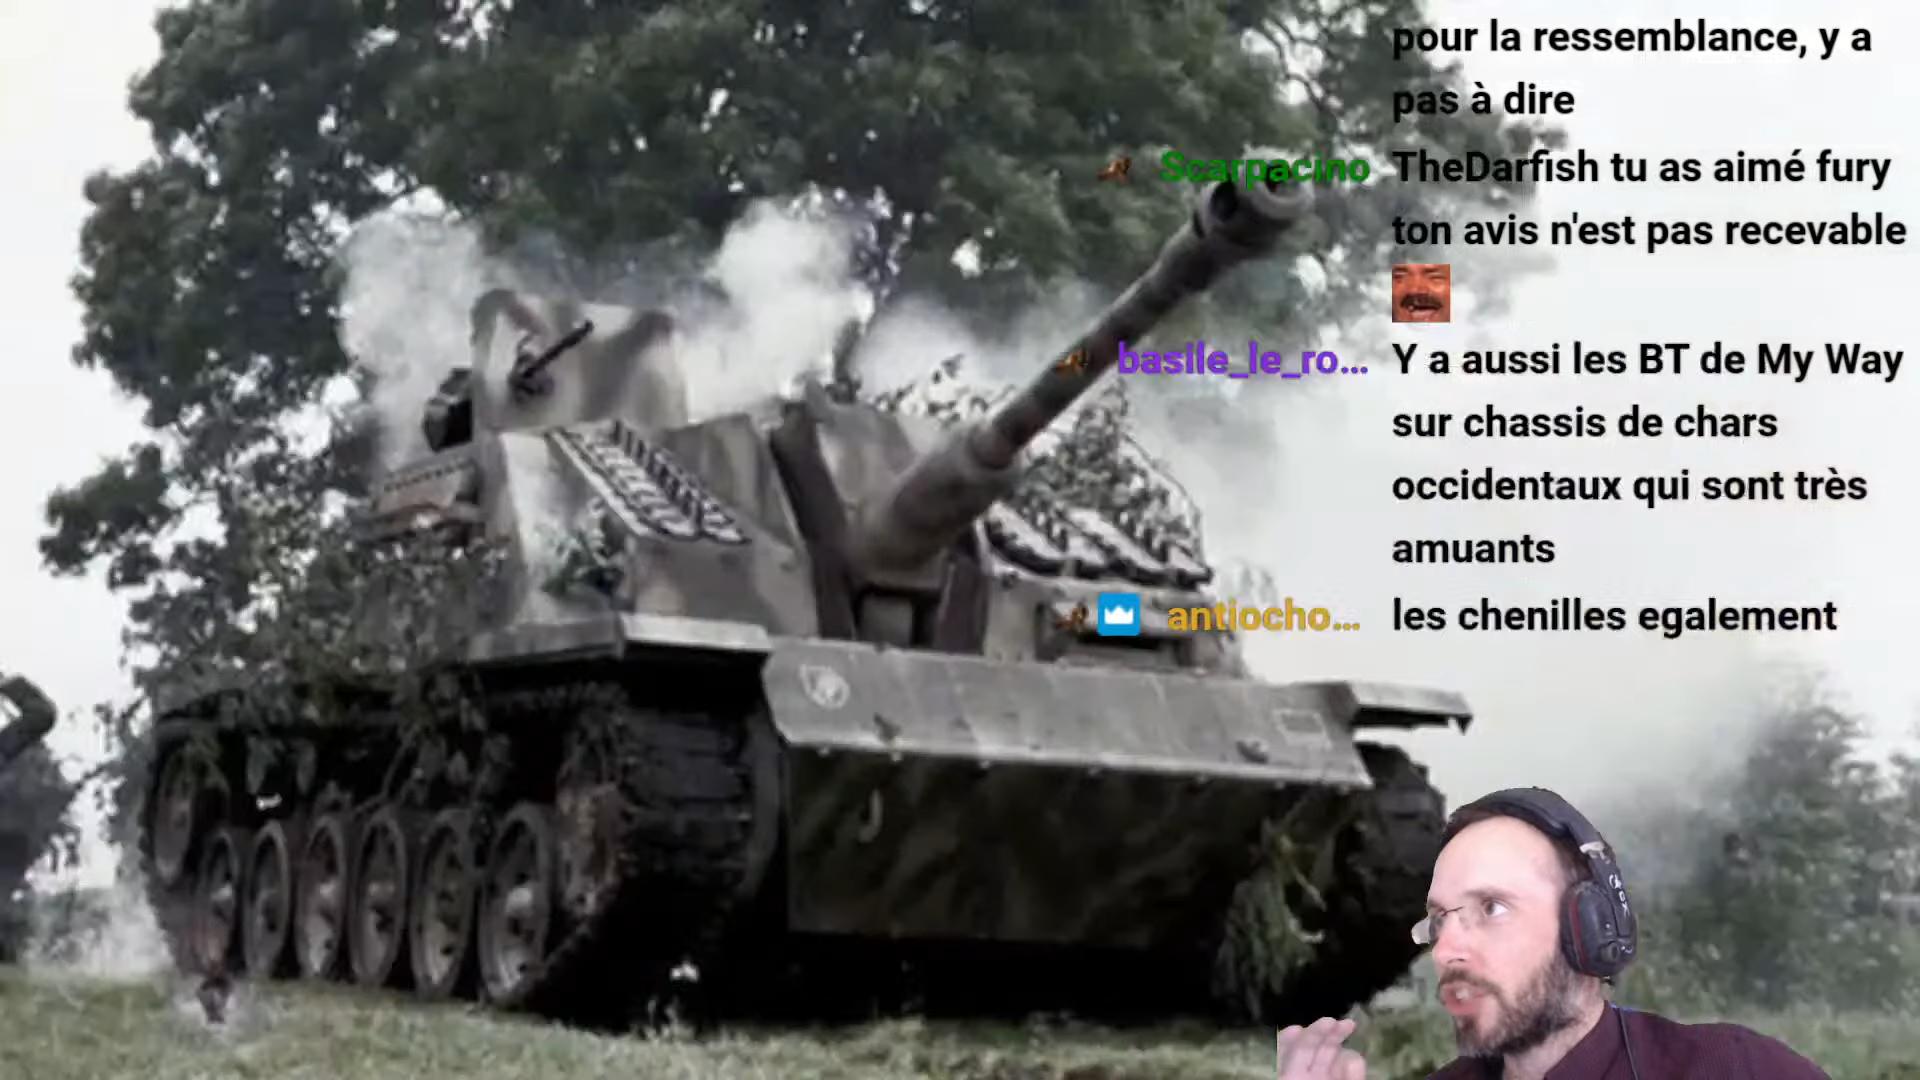 pour la ressemblance, y a
pas à dire
Scarpacino TheDarfish tu as aimé fury
ton avis n'est pas recevable
basile_le_ro... Y a aussi les BT de My Way
sur chassis de chars
occidentaux qui sont très
amuants
antiocho... les chenilles egalement